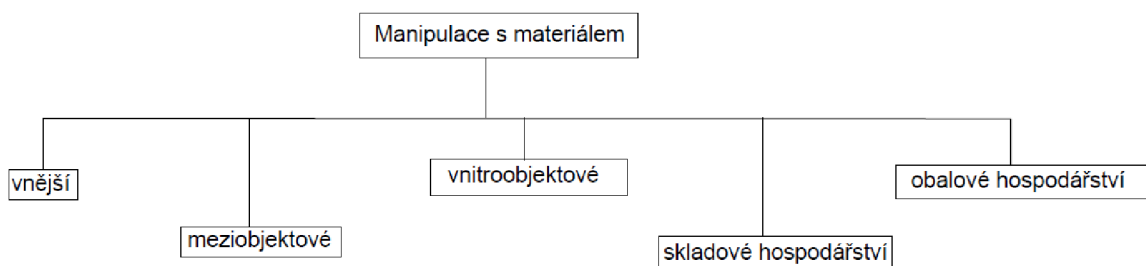 Manipulace s materiálem
vnější
meziobjektové
vnitroobjektové
skladové hospodářství
obalové hospodářství